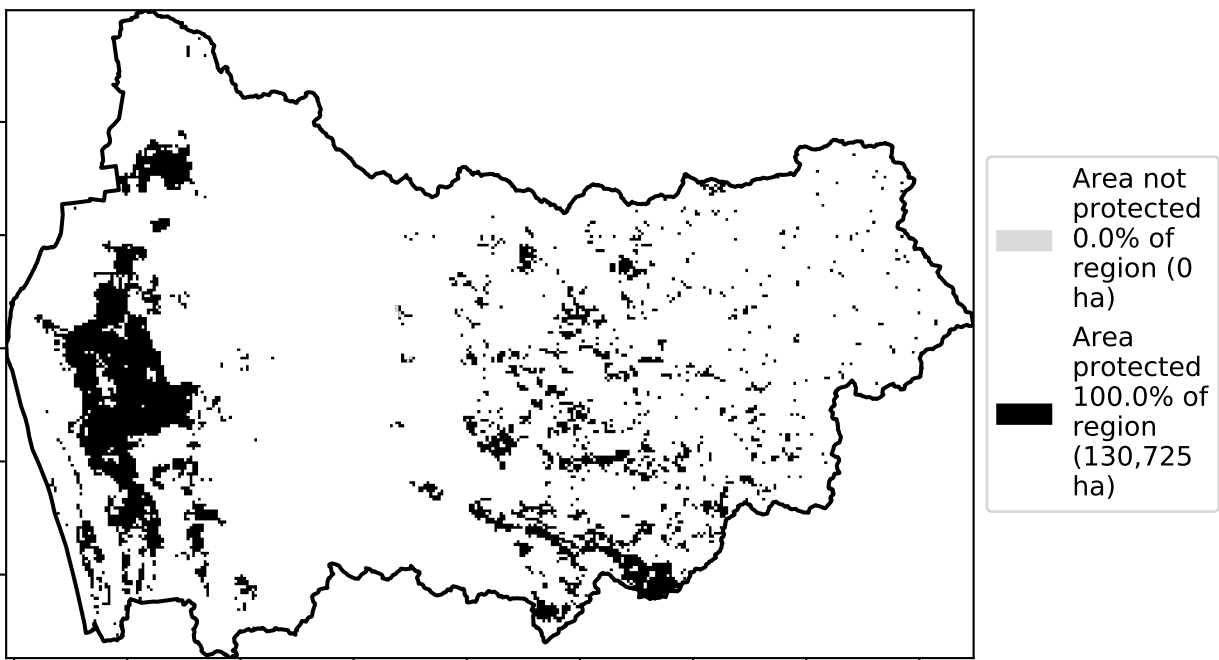 Area not
protected
0.0% of
region (0
ha)
Area
protected
100.0% of
region
(130,725
ha)